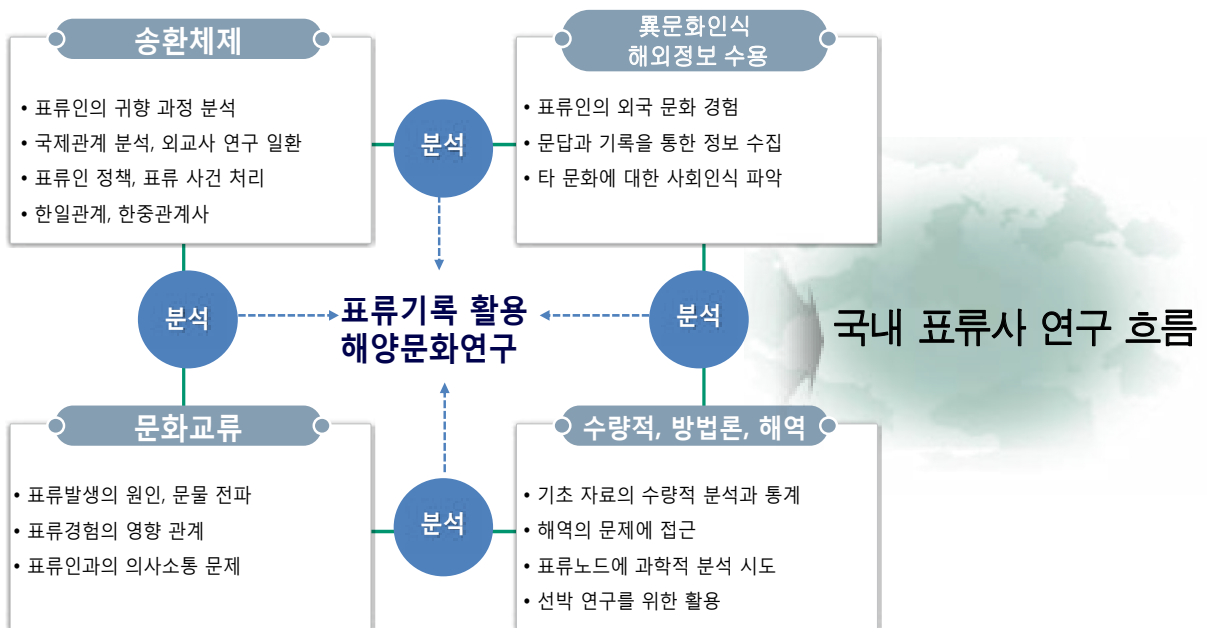 송환체제
• 표류인의 귀향 과정 분석
• 국제관계 분석, 외교사 연구 일환
• 표류인 정책, 표류 사건 처리
• 한일관계, 한중관계사
분석
異문화인식
해외정보 수용
• 표류인의 외국 문화 경험
• 문답과 기록을 통한 정보 수집
• 타 문화에 대한 사회인식 파악
분석
표류기록 활용
해양문화연구
분석
국내 표류사 연구 흐름
문화교류
• 표류발생의 원인, 문물 전파
• 표류경험의 영향 관계
• 표류인과의 의사소통 문제
분석
수량적, 방법론, 해역
• 기초 자료의 수량적 분석과 통계
• 해역의 문제에 접근
• 표류노드에 과학적 분석 시도
• 선박 연구를 위한 활용